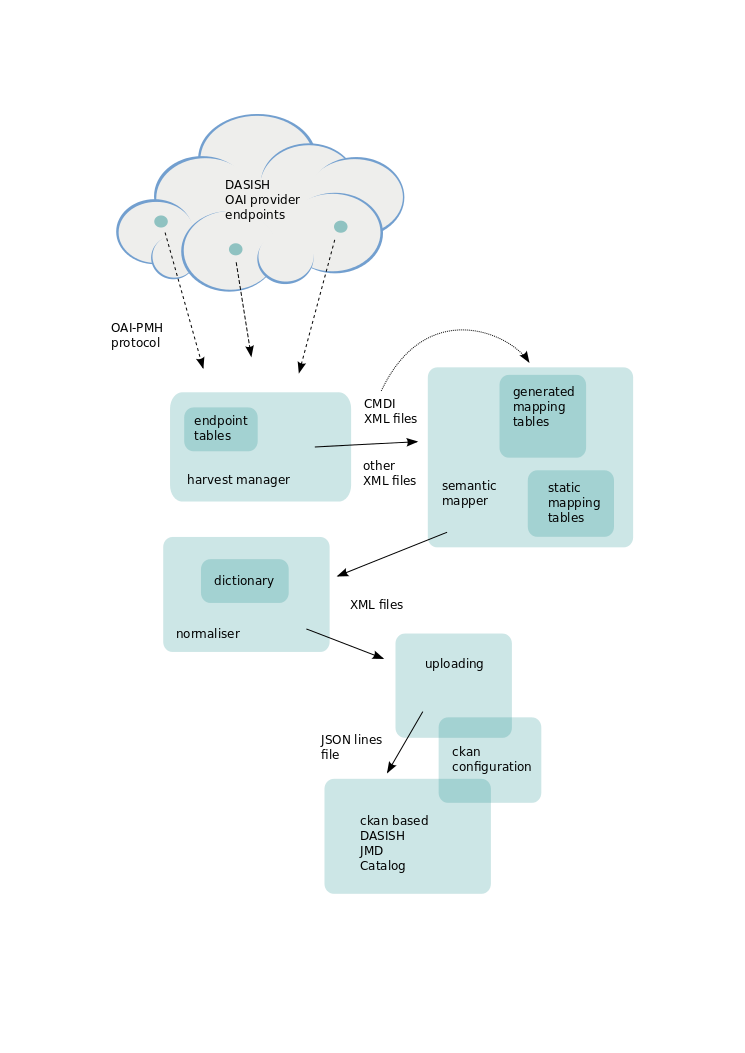 DASISH
OAI provider
endpoints
OAI-PMH
protocol
endpoint
tables
harvest manager
CMDI
XML files
other
XML files
generated
mapping
tables
semantic
mapper
static
mapping
tables
dictionary
normaliser
XML files
uploading
JSON lines
file
ckan
configuration
ckan based
DASISH
JMD
Catalog